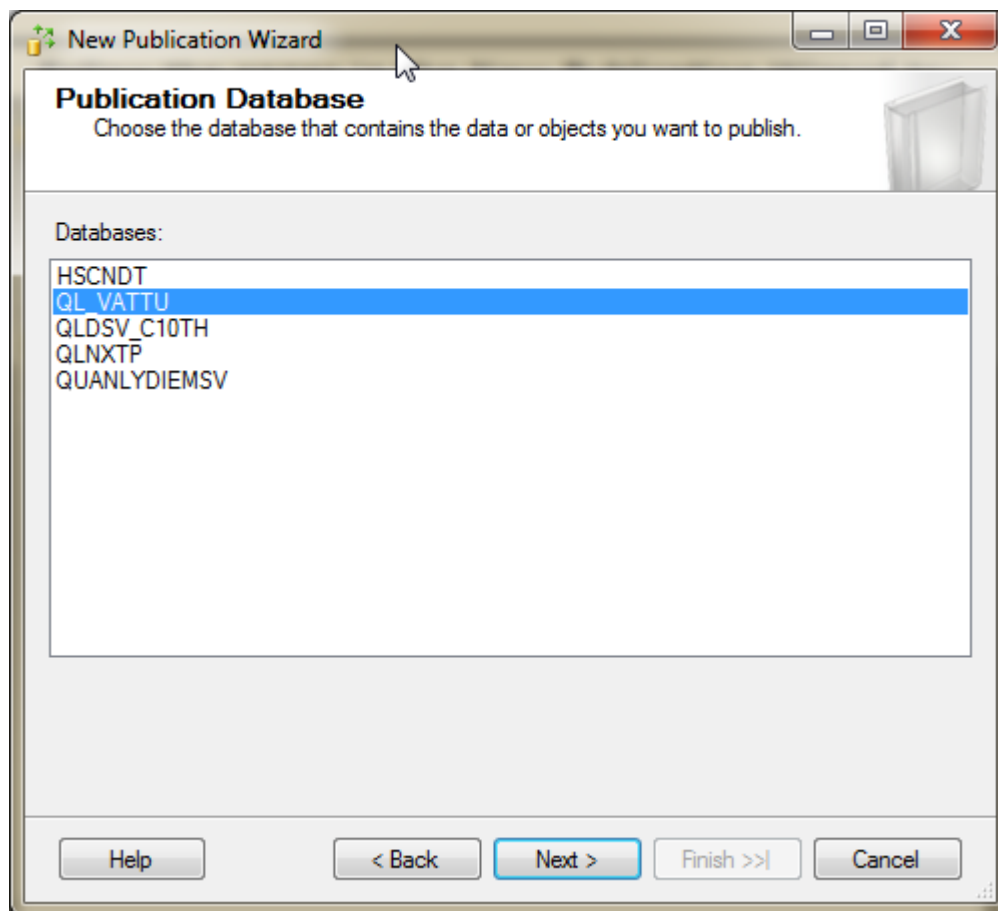 New Publication Wizard
Publication Database
Choose the database that contains the data or objects you want to publish.
Databases:
HSCNDT
QL_VATTU
QLDSV_C10TH
QLNXTP
QUANLYDIEMSV
Help
< Back
Next >
Finish >>|
Cancel